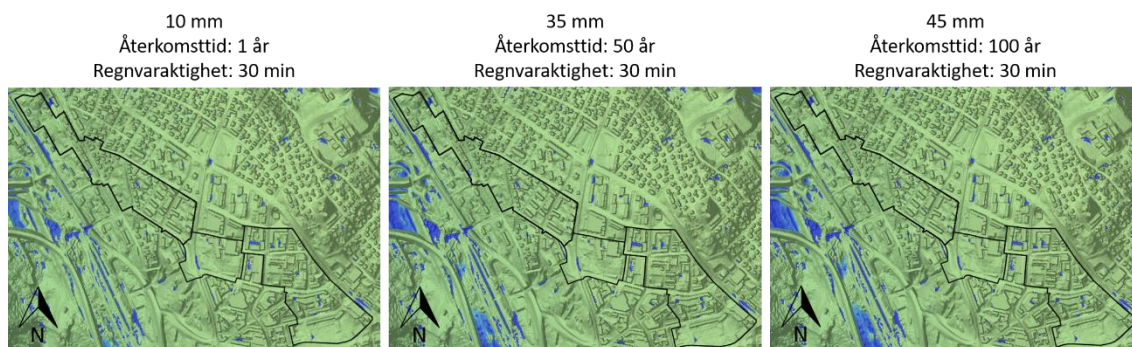 10 mm
Återkomsttid: 1 år
Regnvaraktighet: 30 min
35 mm
Återkomsttid: 50 år
Regnvaraktighet: 30 min
45 mm
Återkomsttid: 100 år
Regnvaraktighet: 30 min
N
N
N